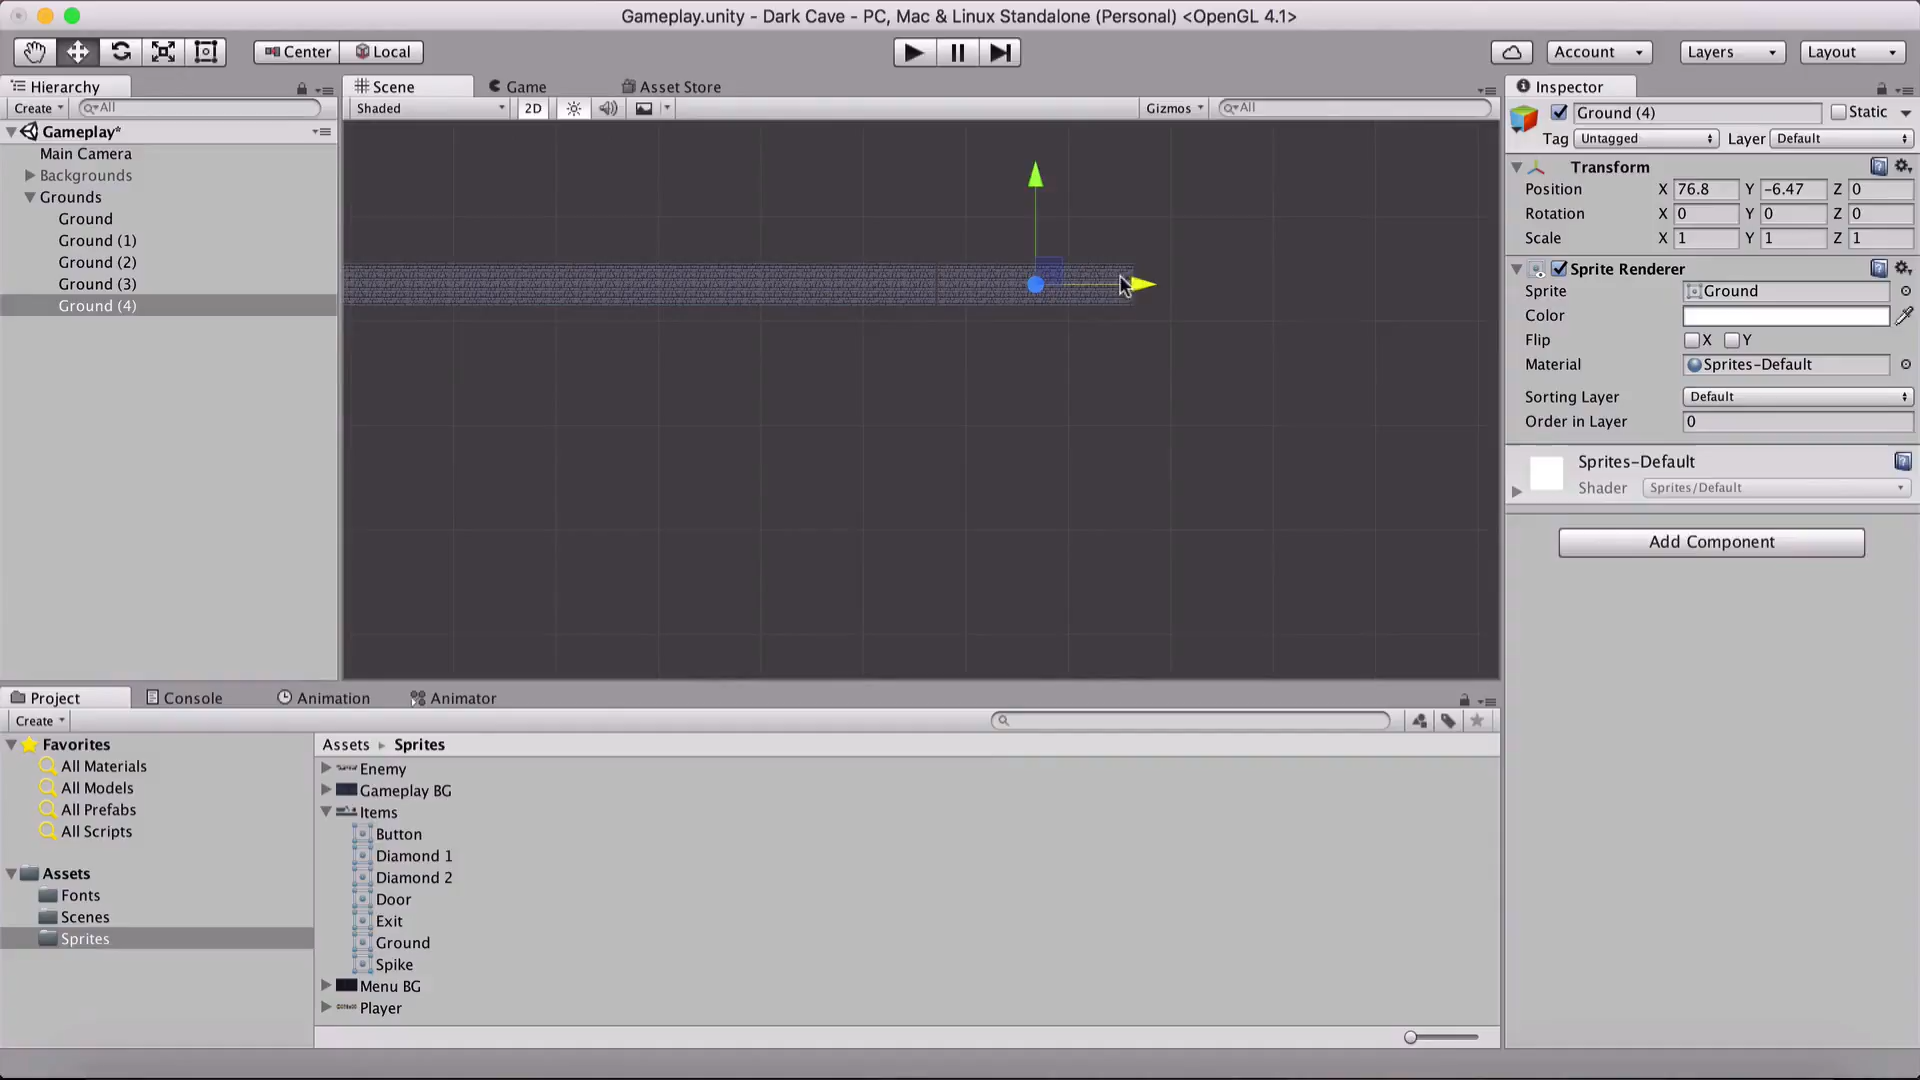 Gameplay.unity - Dark Cave - PC, Mac & Linux Standalone (Personal) <OpenGL 4.1>
Center Local Account Layers Layout
Hierarchy
Create All
Gameplay*
Main Camera
Backgrounds
Grounds
Ground
Ground (1)
Ground (2)
Ground (3)
Ground (4)
Scene Game Asset Store
Shaded 2D Gizmos All
Inspector
Ground (4) Static
Tag Untagged Layer Default
Transform
Position X 76.8 Y -6.47 Z 0
Rotation X 0 Y 0 Z 0
Scale X 1 Y 1 Z 1
Sprite Renderer
Sprite Ground
Color
Flip X Y
Material Sprites-Default
Sorting Layer Default
Order in Layer 0
Sprites-Default
Shader Sprites/Default
Add Component
Project Console Animation Animator
Create
Favorites
All Materials
All Models
All Prefabs
All Scripts
Assets
Fonts
Scenes
Sprites
Assets ▸ Sprites
Enemy
Gameplay BG
Items
Button
Diamond 1
Diamond 2
Door
Exit
Ground
Spike
Menu BG
Player